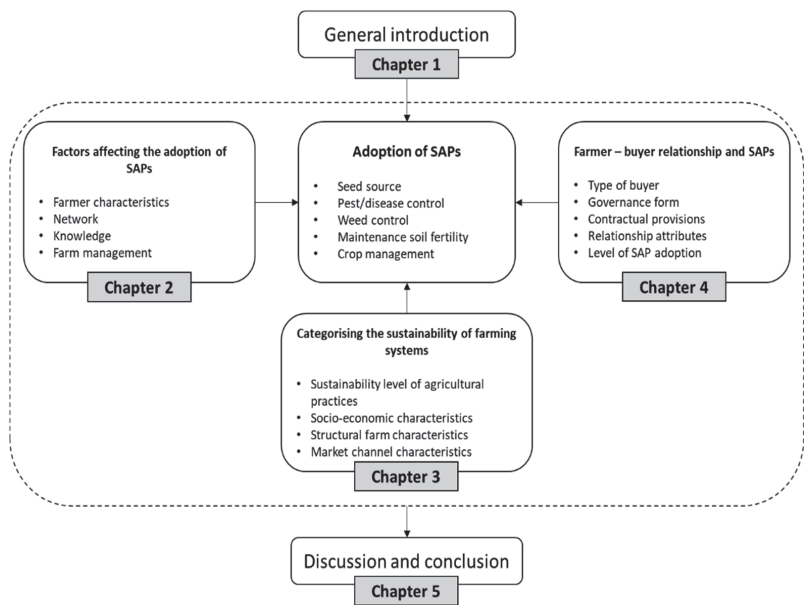 General introduction
Chapter 1
Factors affecting the adoption of
SAPs
• Farmer characteristics
• Network
• Knowledge
• Farm management
Chapter 2
Adoption of SAPs
• Seed source
• Pest/disease control
• Weed control
• Maintenance soil fertility
• Crop management
Farmer – buyer relationship and SAPs
• Type of buyer
• Governance form
• Contractual provisions
• Relationship attributes
• Level of SAP adoption
Chapter 4
Categorising the sustainability of farming
systems
• Sustainability level of agricultural
practices
• Socio-economic characteristics
• Structural farm characteristics
• Market channel characteristics
Chapter 3
Discussion and conclusion
Chapter 5